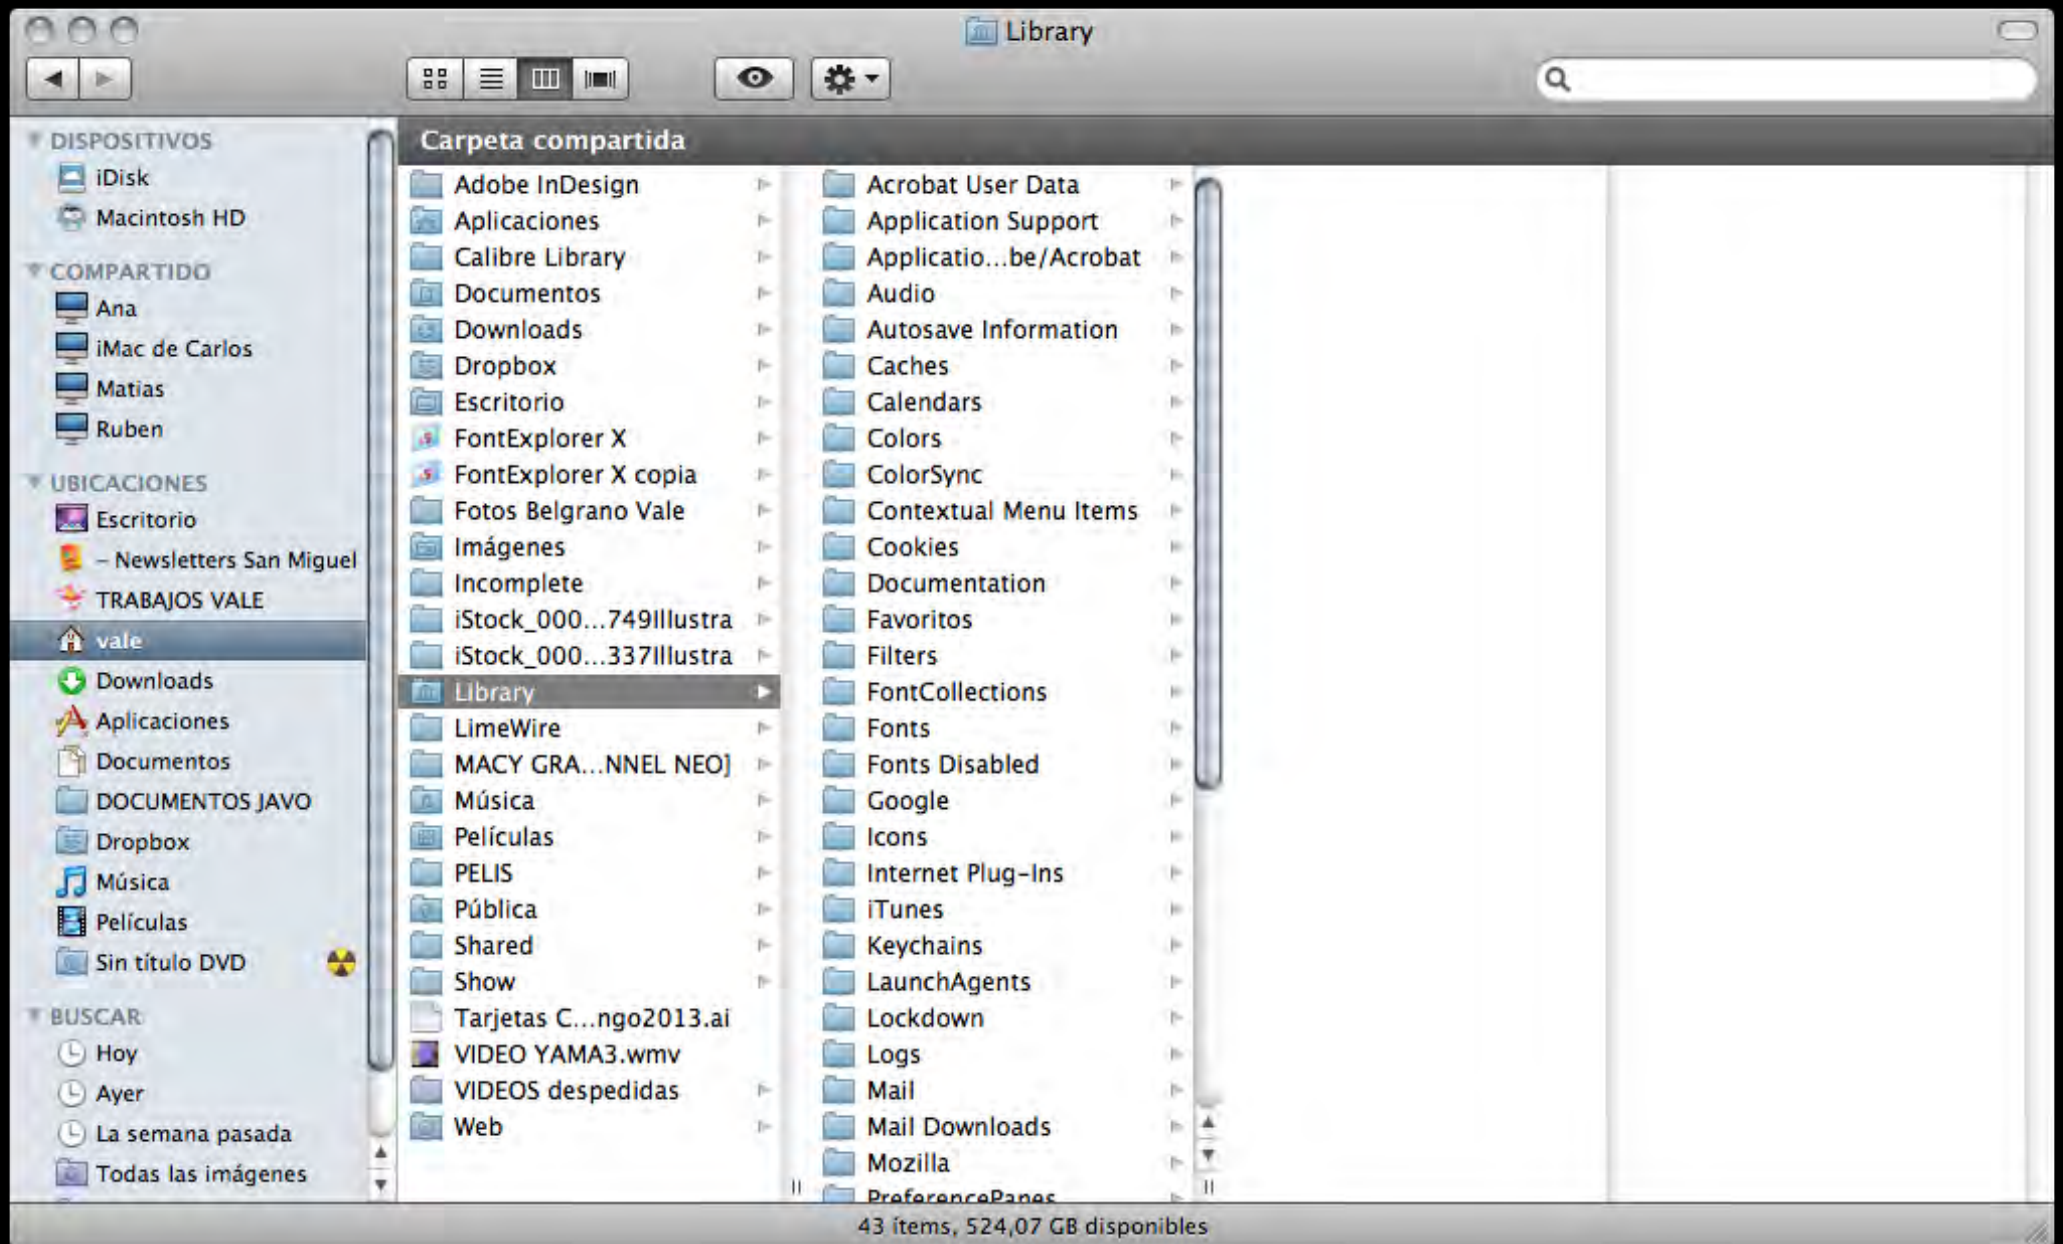 Library
DISPOSITIVOS
iDisk
Macintosh HD
COMPARTIDO
Ana
iMac de Carlos
Matias
Ruben
UBICACIONES
Escritorio
– Newsletters San Miguel
TRABAJOS VALE
vale
Downloads
Aplicaciones
Documentos
DOCUMENTOS JAVO
Dropbox
Música
Películas
Sin título DVD
BUSCAR
Hoy
Ayer
La semana pasada
Todas las imágenes
Carpeta compartida
Adobe InDesign
Aplicaciones
Calibre Library
Documentos
Downloads
Dropbox
Escritorio
FontExplorer X
FontExplorer X copia
Fotos Belgrano Vale
Imágenes
Incomplete
iStock_000...749Illustra
iStock_000...337Illustra
Library
LimeWire
MACY GRA...NNEL NEO]
Música
Películas
PELIS
Pública
Shared
Show
Tarjetas C...ngo2013.ai
VIDEO YAMA3.wmv
VIDEOS despedidas
Web
Acrobat User Data
Application Support
Applicatio...be/Acrobat
Audio
Autosave Information
Caches
Calendars
Colors
ColorSync
Contextual Menu Items
Cookies
Documentation
Favoritos
Filters
FontCollections
Fonts
Fonts Disabled
Google
Icons
Internet Plug-Ins
iTunes
Keychains
LaunchAgents
Lockdown
Logs
Mail
Mail Downloads
Mozilla
PreferencePanes
43 ítems, 524,07 GB disponibles